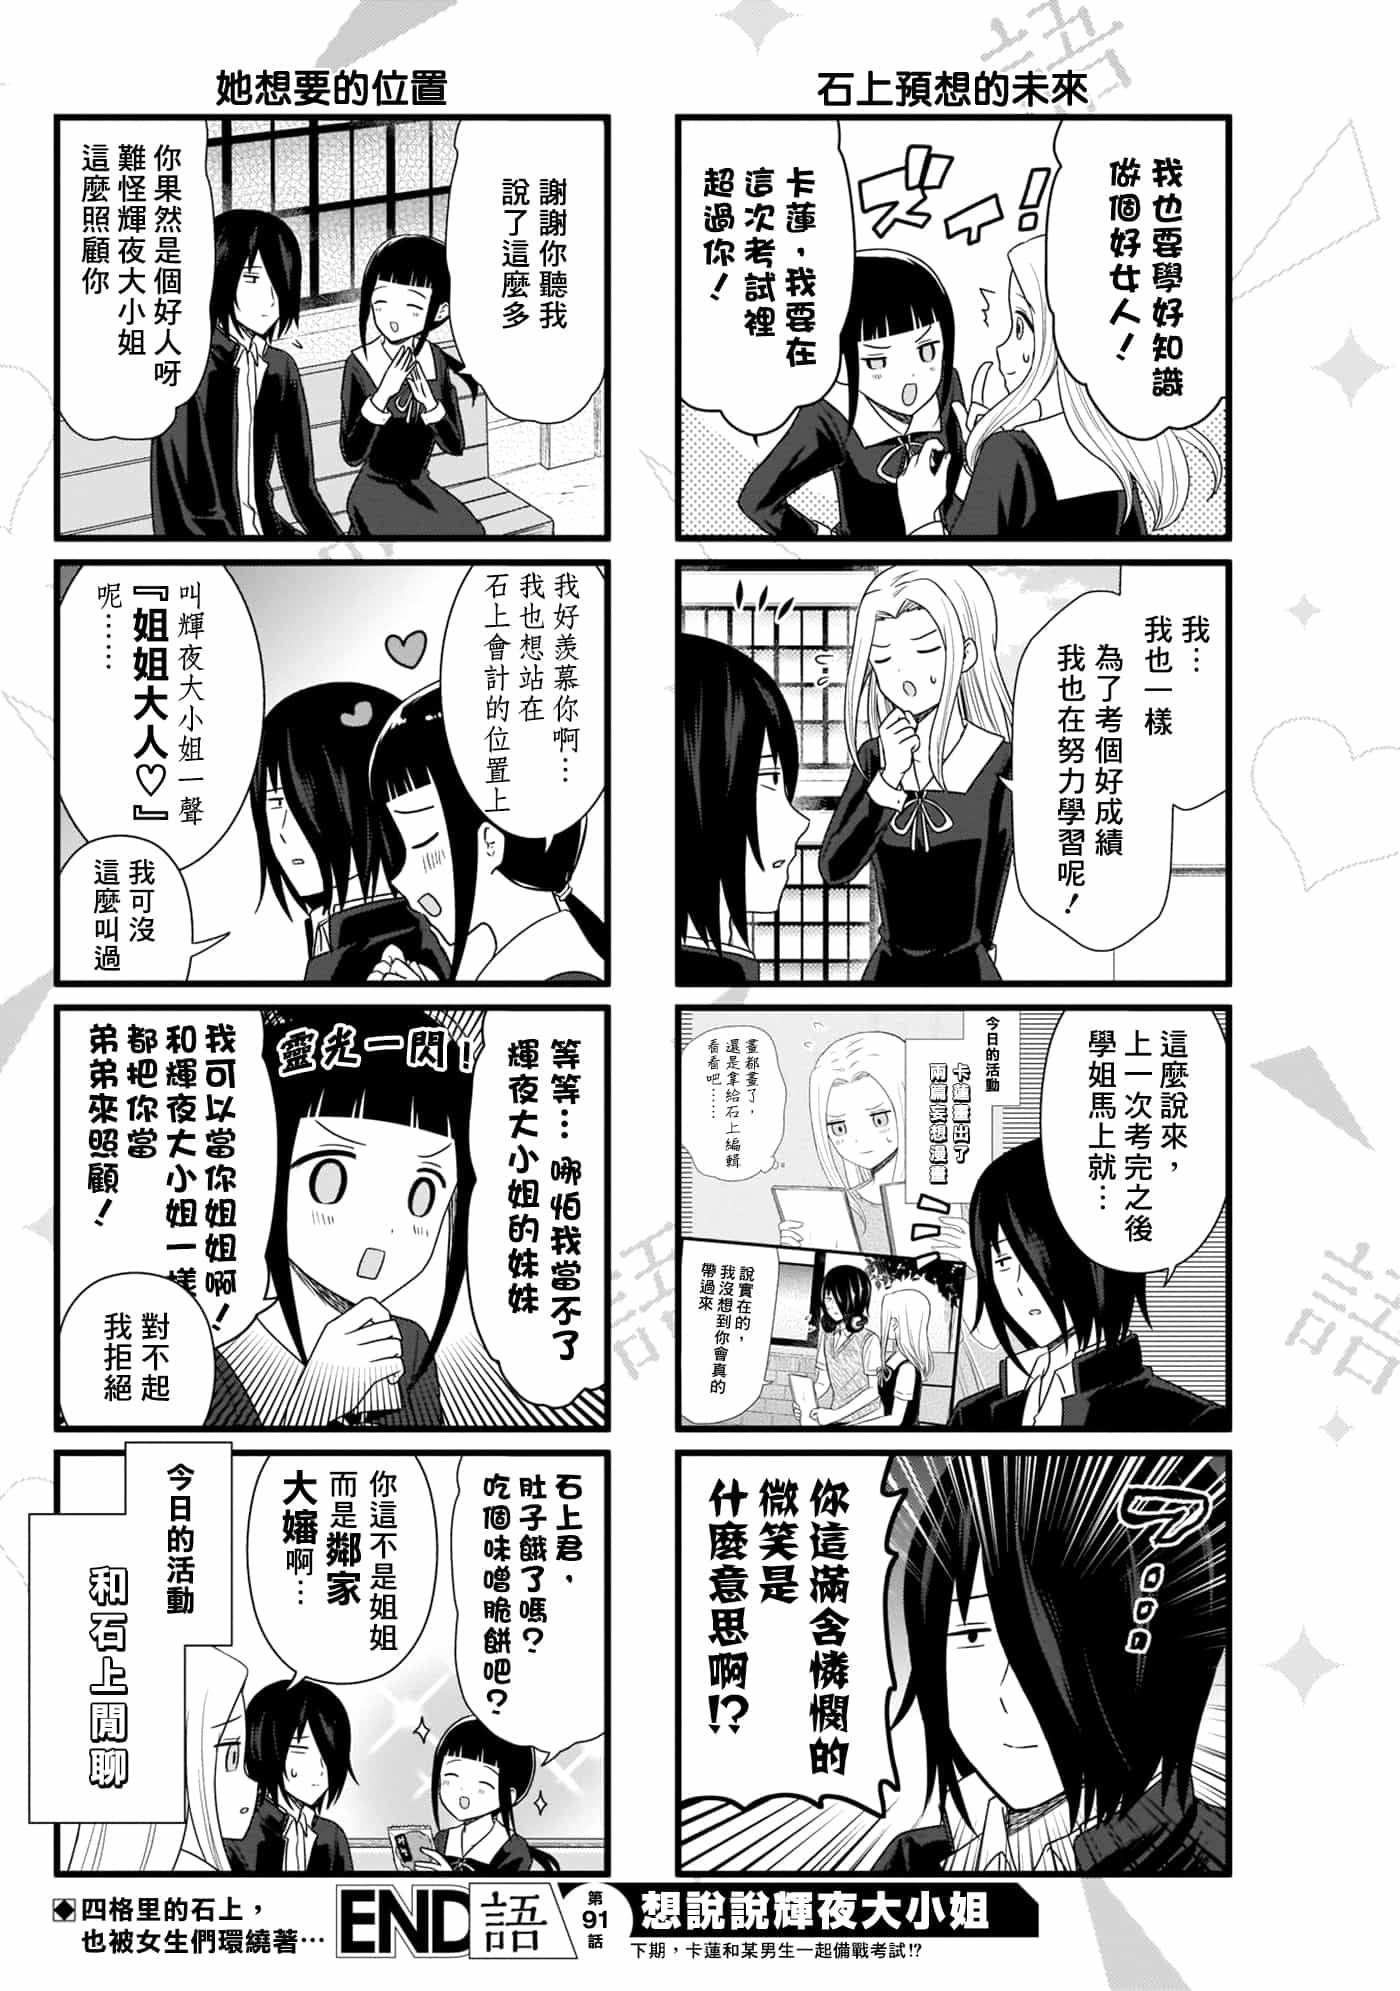 石上預想的未來
我也要學好知識
做個好女人！
ズイ！
卡蓮，我要在
這次考試裡
超過你！
我…
我也一樣
為了考個好成績
我也在努力學習呢！
這麼說來，
上一次考完之後
學姐馬上就…
今日的活動
卡蓮畫出了
兩篇妄想漫畫
畫都畫了，
還是拿給石上編輯
看看吧……
說實在的，
我沒想到你會真的
帶過來
你這滿含憐憫的
微笑是
什麼意思啊！？
她想要的位置
謝謝你聽我
說了這麼多
你果然是個好人呀
難怪輝夜大小姐
這麼照顧你
我好羨慕你啊…
我也想站在
石上會計的位置上
叫輝夜大小姐一聲
『姐姐大人♡』
呢……
我可沒
這麼叫過
等等…哪怕我當不了
輝夜大小姐的妹妹
靈光一閃！
我可以當你姐姐啊！
和輝夜大小姐一樣
都把你當
弟弟來照顧！
對不起
我拒絕
石上君，
肚子餓了嗎？
吃個味噌脆餅吧？
你這不是姐姐
而是鄰家
大嬸啊…
今日的活動
和石上閒聊
四格里的石上，
也被女生們環繞著…
END
語
第91話
想說說輝夜大小姐
下期，卡蓮和某男生一起備戰考試！？